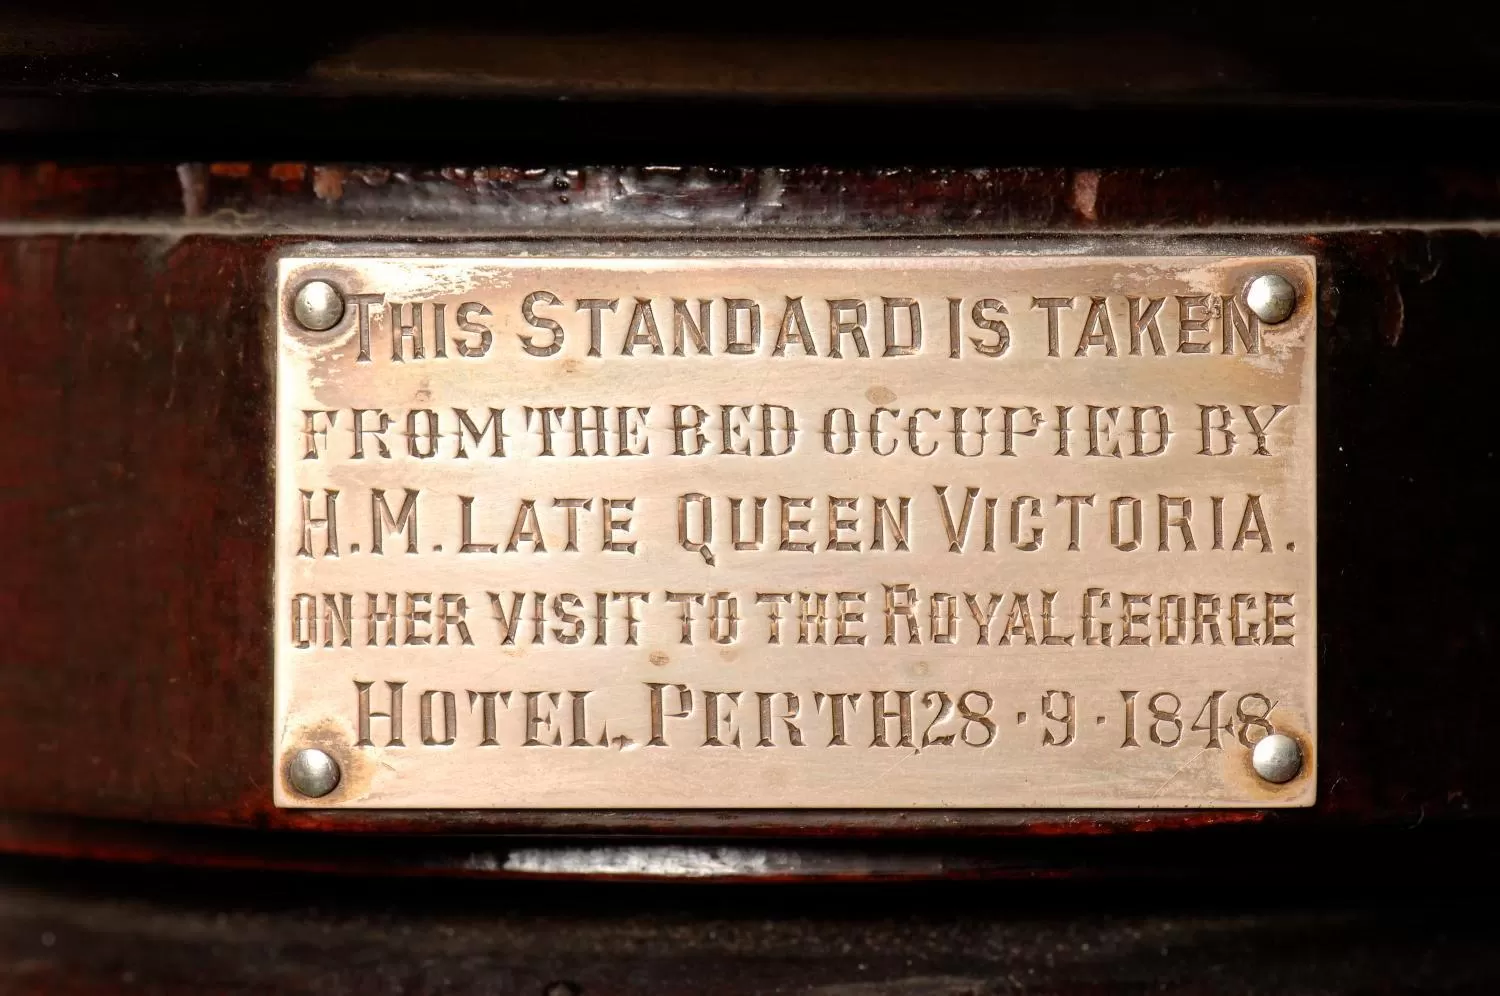 THIS STANDARD IS TAKEN
FROM THE BED OCCUPIED BY
H.M. LATE QUEEN VICTORIA.
ON HER VISIT TO THE ROYAL GEORGE
HOTEL, PERTH 28·9·1848